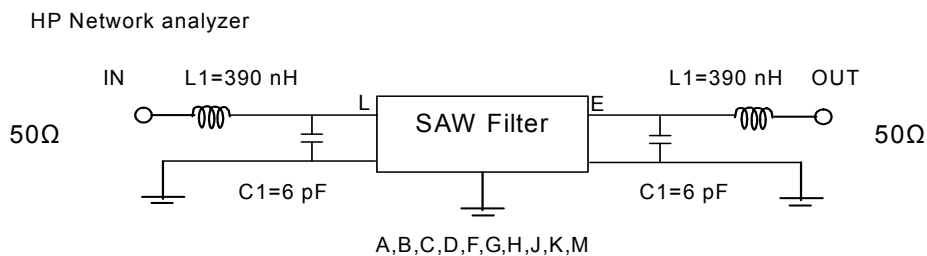 HP Network analyzer
IN L1=390 nH L1=390 nH OUT
L E
50Ω SAW Filter 50Ω
C1=6 pF C1=6 pF
A,B,C,D,F,G,H,J,K,M